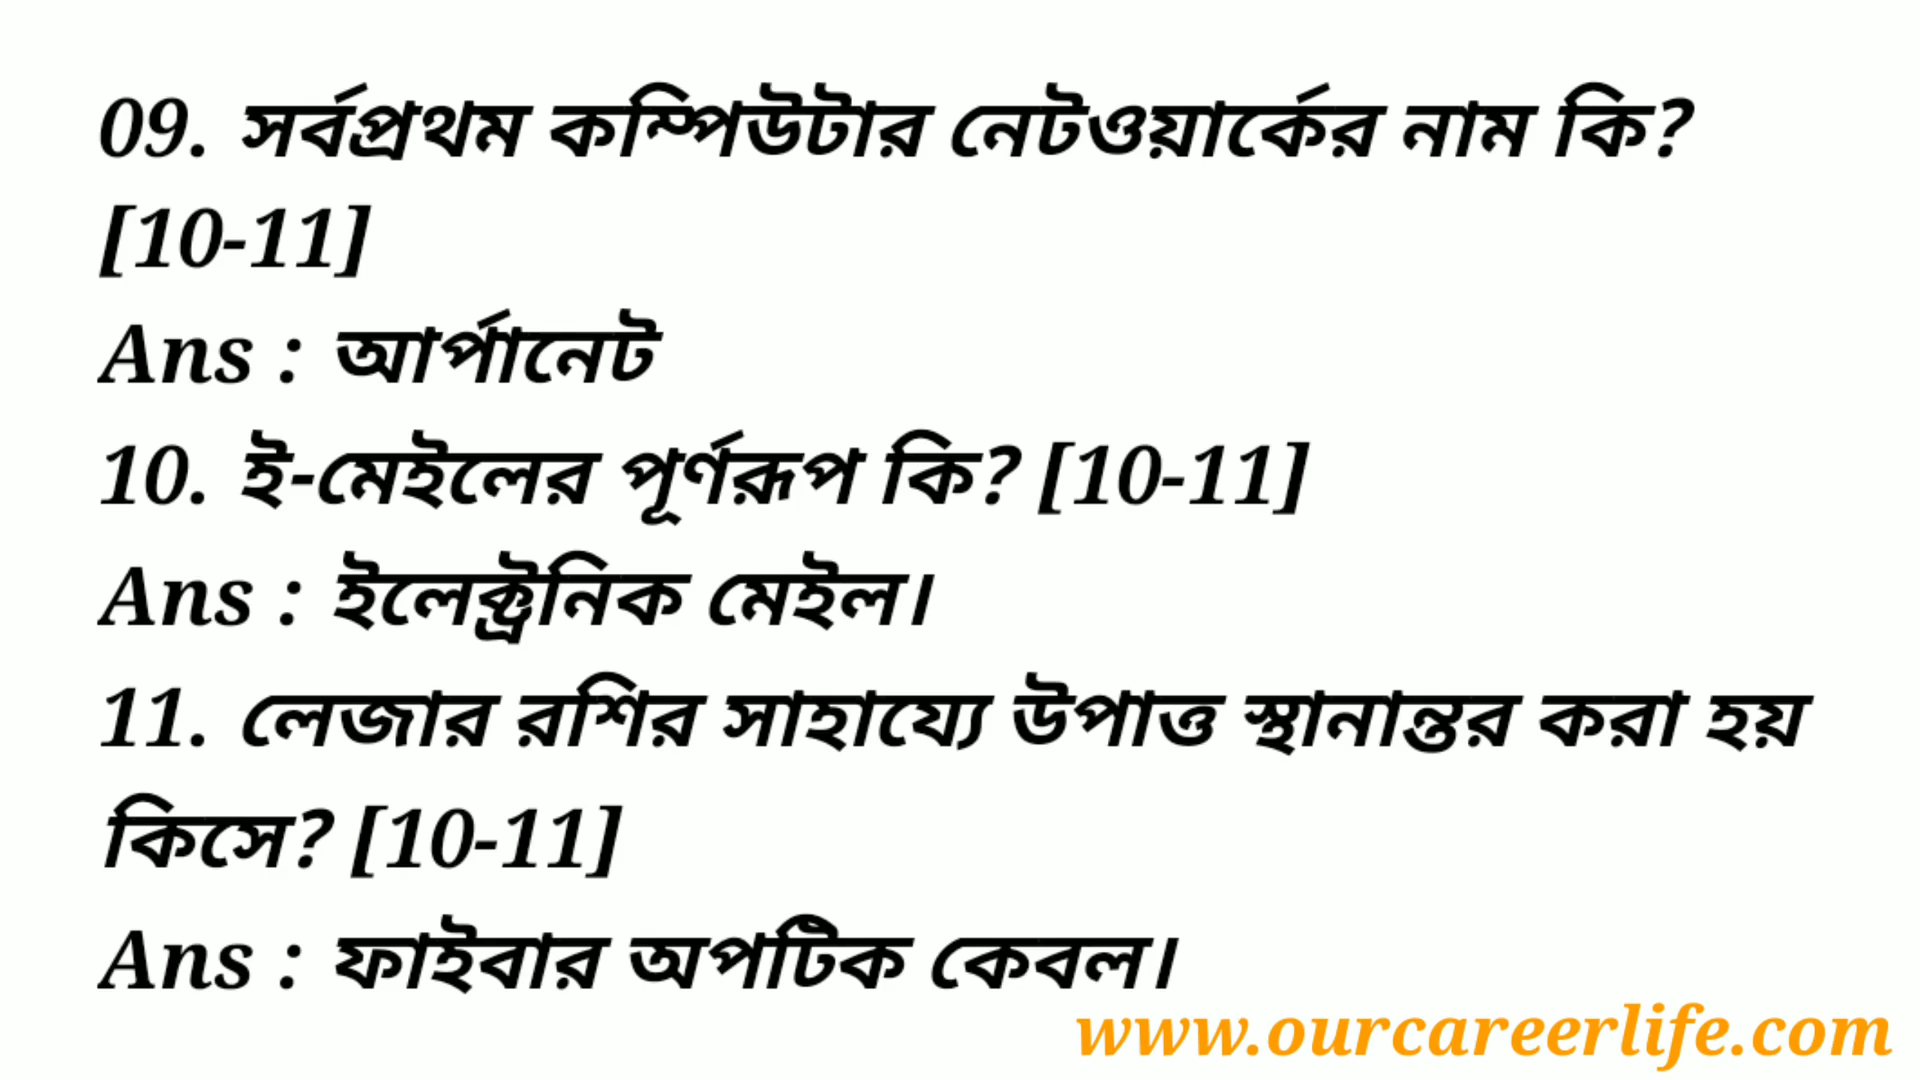 09. সর্বপ্রথম কম্পিউটার নেটওয়ার্কের নাম কি?
[10-11]
Ans : আর্পানেট
10. ই-মেইলের পূর্ণরূপ কি? [10-11]
Ans : ইলেক্ট্রনিক মেইল।
11. লেজার রশির সাহায্যে উপাত্ত স্থানান্তর করা হয়
কিসে? [10-11]
Ans : ফাইবার অপটিক কেবল।
www.ourcareerlife.com